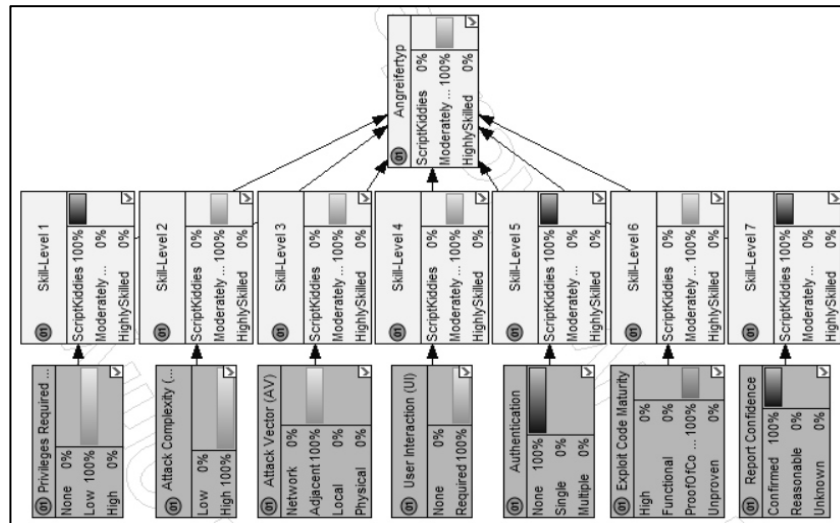 Privileges Required ...
None 0%
Low 100%
High 0%
Attack Complexity (...
Low 0%
High 100%
Attack Vector (AV)
Network 0%
Adjacent 100%
Local 0%
Physical 0%
User Interaction (UI)
None 0%
Required 100%
Authentication
None 100%
Single 0%
Multiple 0%
Exploit Code Maturity
High 0%
Functional 0%
ProofOfCo ... 100%
Unproven 0%
Report Confidence
Confirmed 100%
Reasonable 0%
Unknown 0%
Skill-Level 1
ScriptKiddies 100%
Moderately ... 0%
HighlySkilled 0%
Skill-Level 2
ScriptKiddies 0%
Moderately ... 100%
HighlySkilled 0%
Skill-Level 3
ScriptKiddies 0%
Moderately ... 100%
HighlySkilled 0%
Skill-Level 4
ScriptKiddies 0%
Moderately ... 100%
HighlySkilled 0%
Skill-Level 5
ScriptKiddies 100%
Moderately ... 0%
HighlySkilled 0%
Skill-Level 6
ScriptKiddies 0%
Moderately ... 100%
HighlySkilled 0%
Skill-Level 7
ScriptKiddies 100%
Moderately ... 0%
HighlySkilled 0%
Angreifertyp
ScriptKiddies 0%
Moderately ... 100%
HighlySkilled 0%